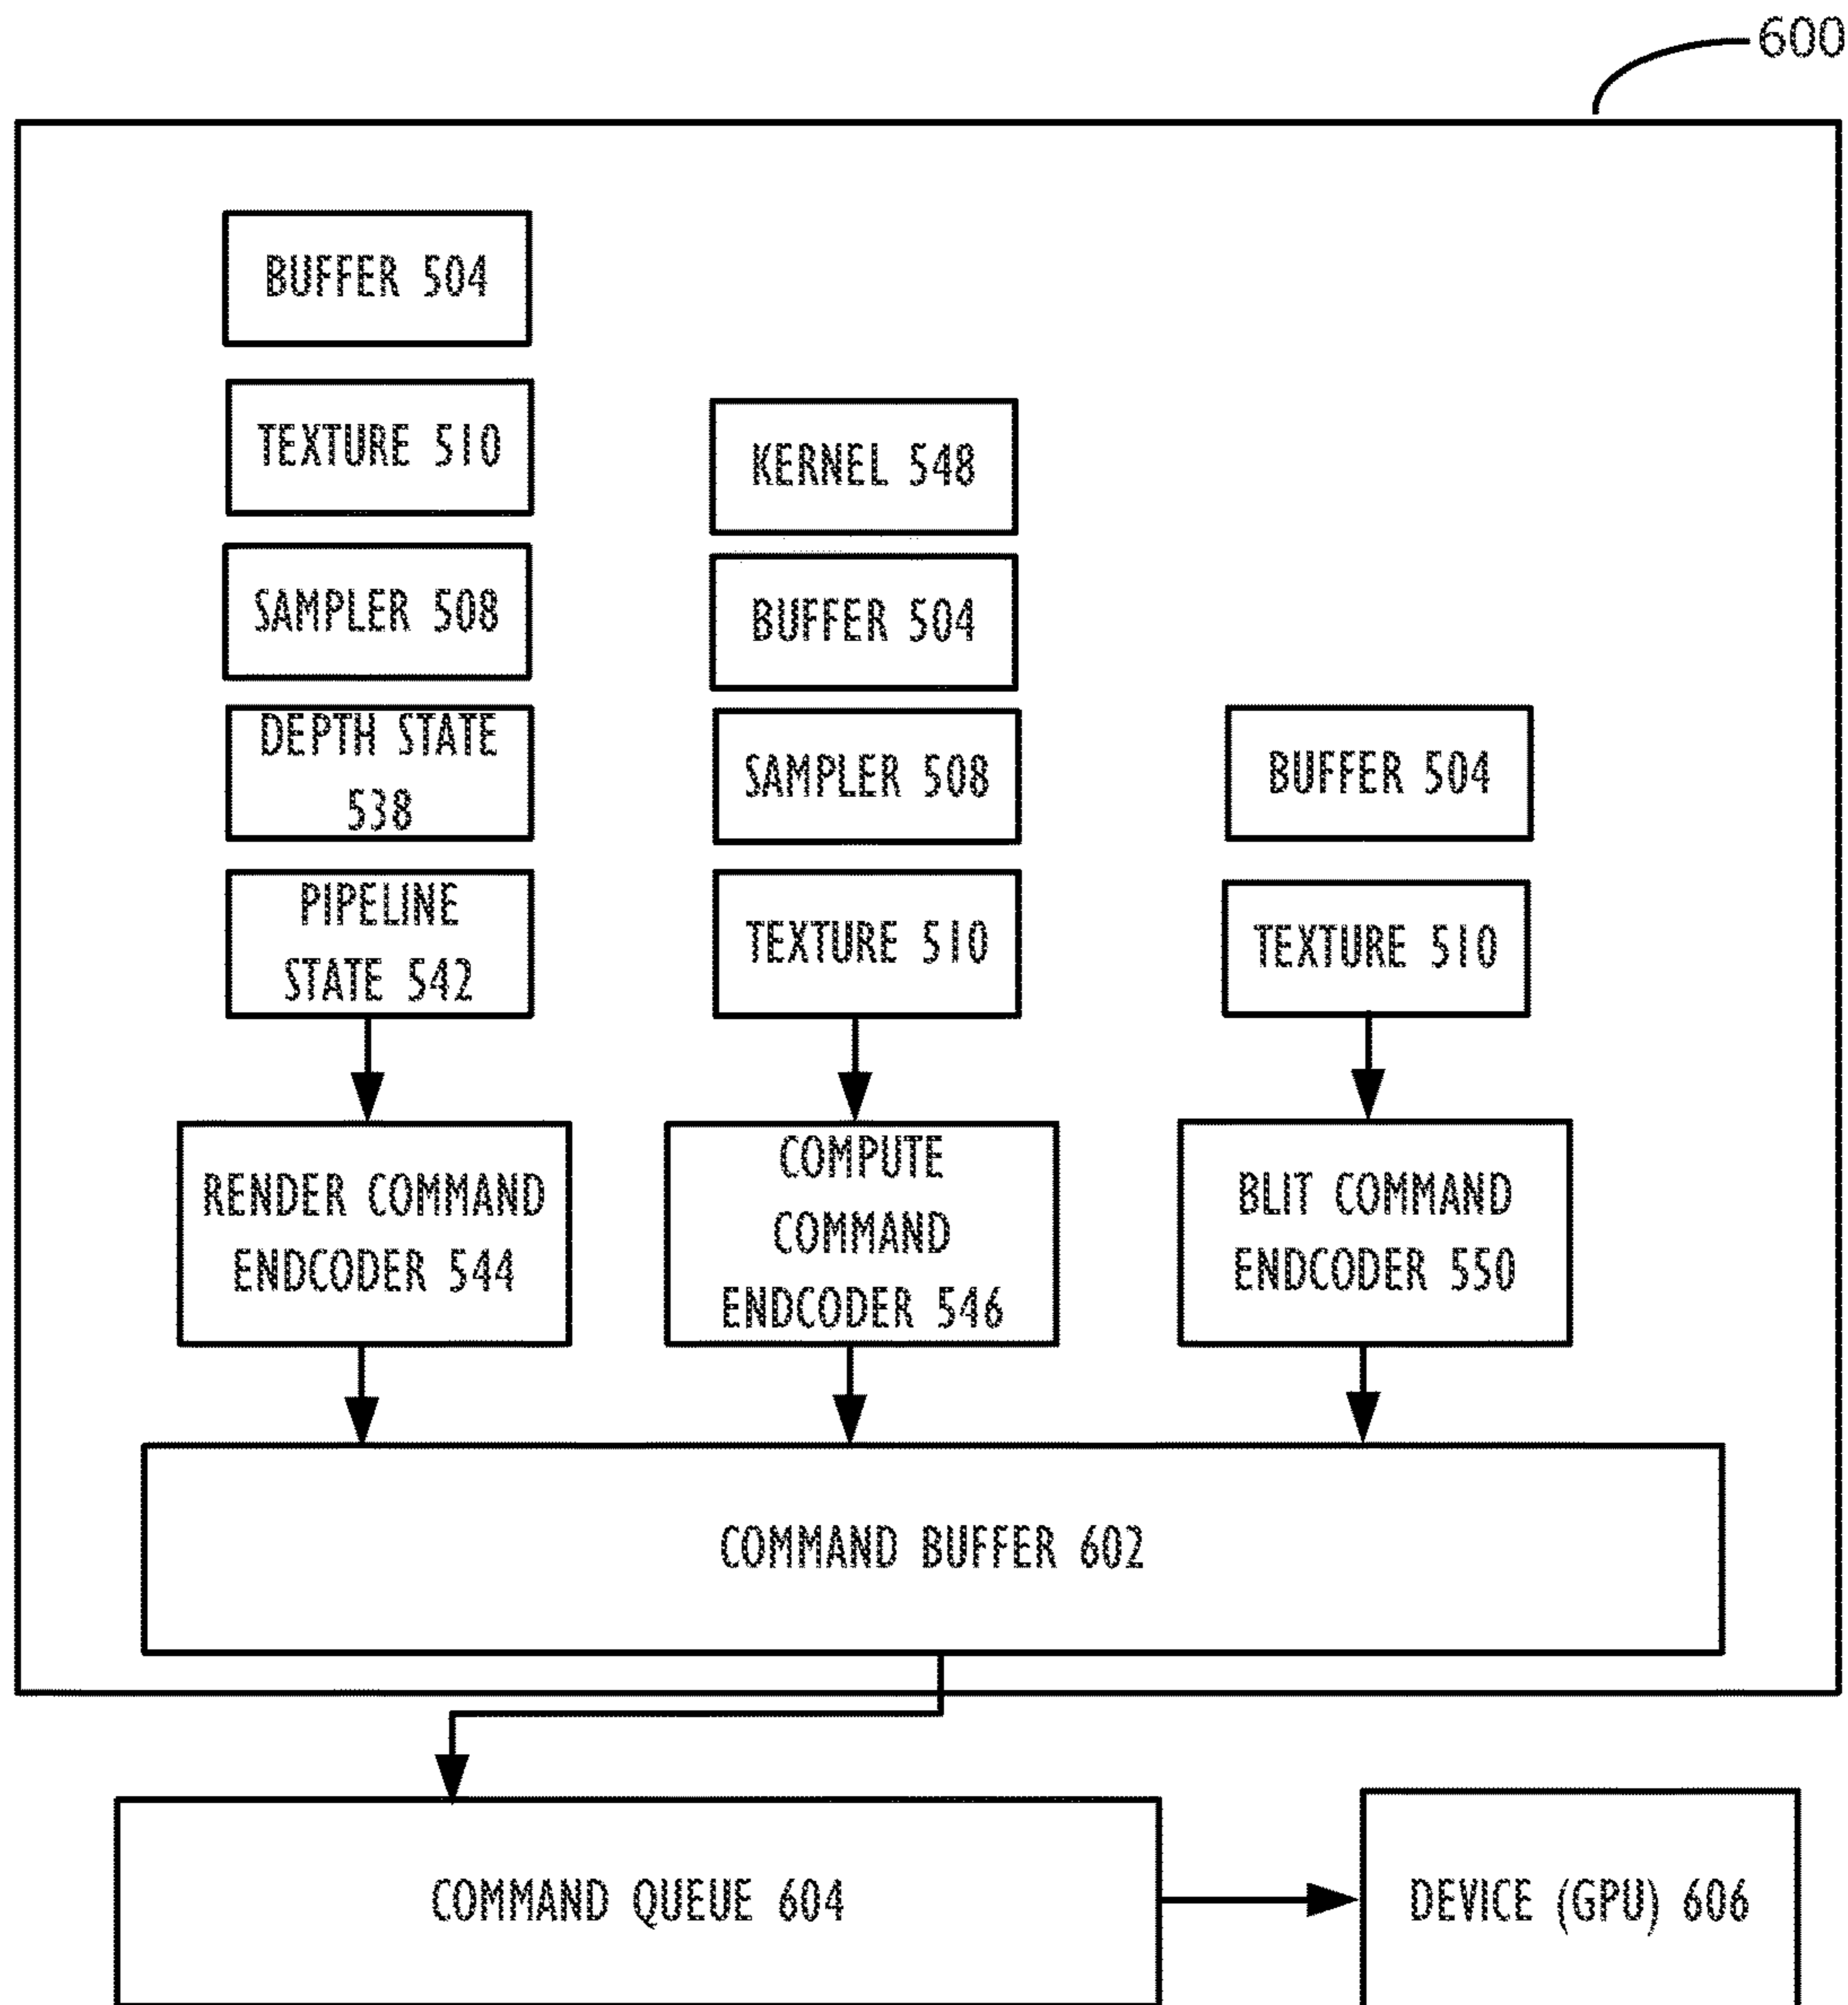 600
BUFFER 504
TEXTURE 510
SAMPLER 508
DEPTH STATE
538
PIPELINE
STATE 542
KERNEL 548
BUFFER 504
SAMPLER 508
TEXTURE 510
BUFFER 504
TEXTURE 510
RENDER COMMAND
ENDCODER 544
COMPUTE
COMMAND
ENDCODER 546
BLIT COMMAND
ENDCODER 550
COMMAND BUFFER 602
COMMAND QUEUE 604
DEVICE (GPU) 606